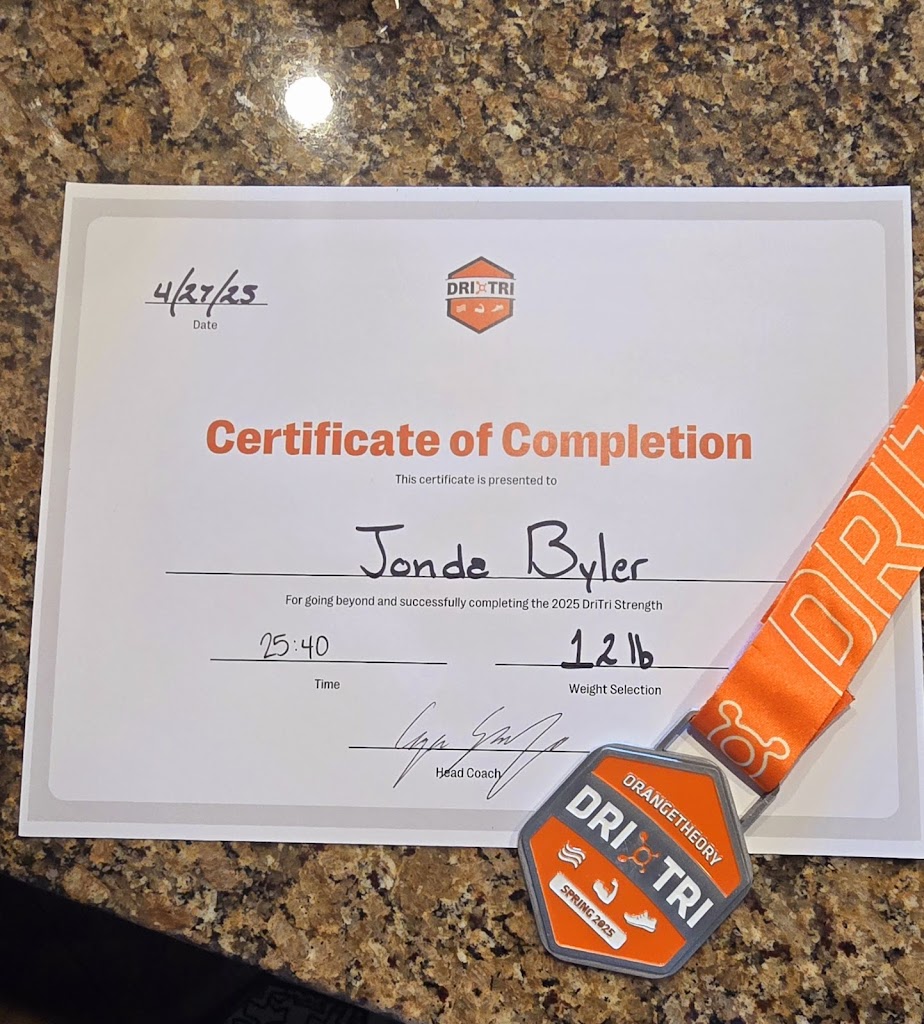 4/27/25
Date
DRI TRI
Certificate of Completion
This certificate is presented to
Jonda Byler
For going beyond and successfully completing the 2025 DriTri Strength
25:40
Time
12 lb
Weight Selection
Head Coach
DRIT
ORANGETHEORY
DRI TRI
SPRING 2025